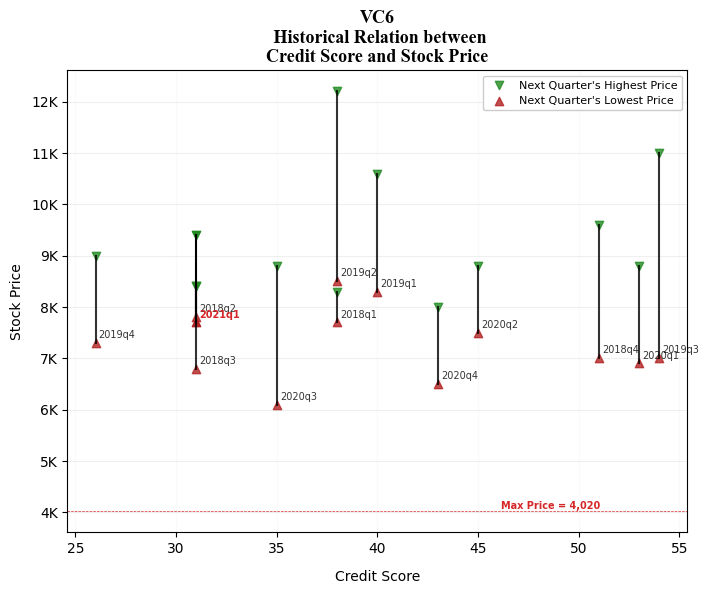 VC6
Historical Relation between
Credit Score and Stock Price
Next Quarter's Highest Price
Next Quarter's Lowest Price
12K
11K
10K
9K
8K
7K
6K
5K
4K
Stock Price
2019q4
2018q2
2021q1
2018q3
2020q3
2019q2
2018q1
2019q1
2020q4
2020q2
2018q4
2020q1
2019q3
Max Price = 4,020
25
30
35
40
45
50
55
Credit Score